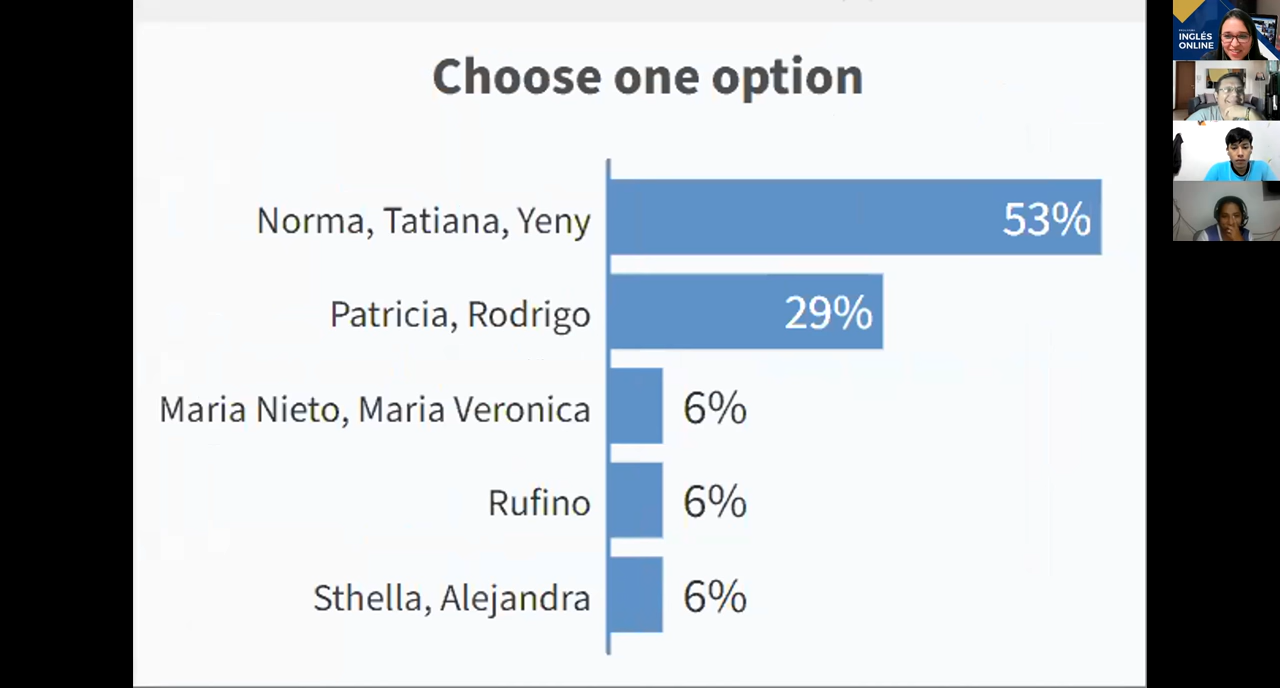 Choose one option
Norma, Tatiana, Yeny 53%
Patricia, Rodrigo 29%
Maria Nieto, Maria Veronica 6%
Rufino 6%
Sthella, Alejandra 6%
INGLÉS
ONLINE